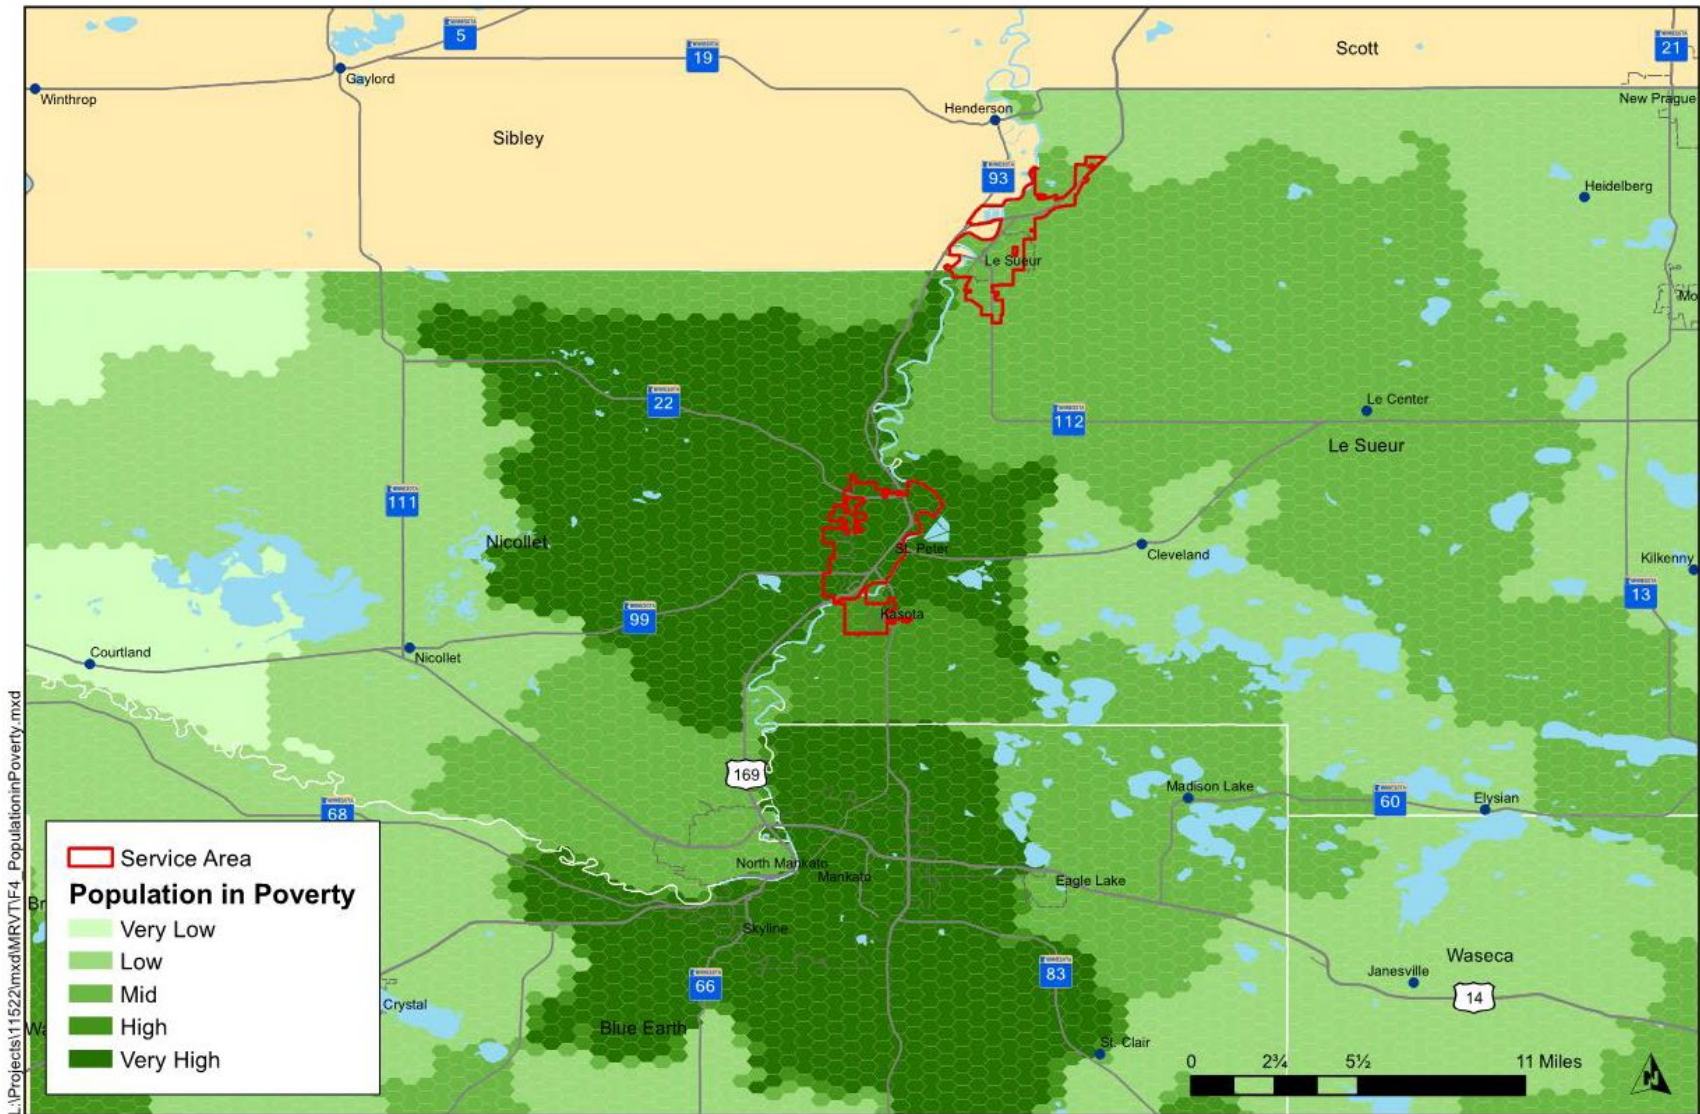 5
19
Scott
21
Gaylord
Winthrop
New Prague
Henderson
Sibley
93
Heidelberg
Le Sueur
Mo
22
Le Center
112
Le Sueur
111
Nicollet
St. Peter
Cleveland
Kilkenny
13
99
Kasota
Courtland
Nicollet
169
Madison Lake
60
Elysian
68
North Mankato
Mankato
Eagle Lake
Br
Skyline
Waseca
83
Janesville
66
14
Crystal
Wa
Blue Earth
St. Clair
Service Area
Population in Poverty
Very Low
Low
Mid
High
Very High
0 2¾ 5½ 11 Miles
N
L:\Projects\11522\mxd\MRVT\F4_PopulationinPoverty.mxd